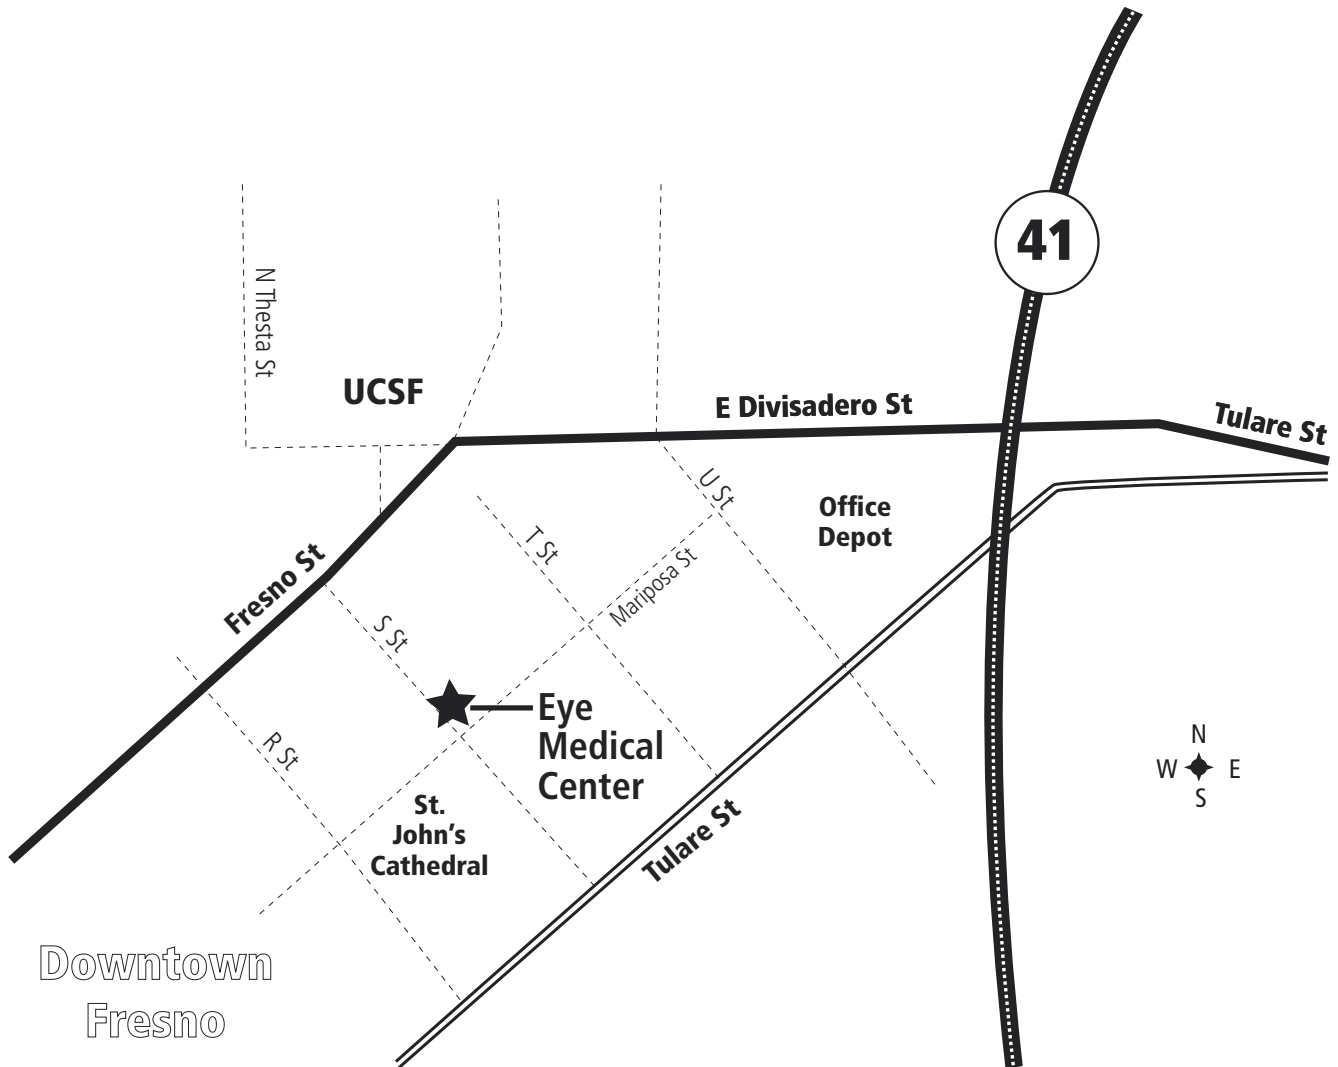 41
N Thesta St
UCSF
E Divisadero St
Tulare St
U St
Office
Depot
T St
Mariposa St
Fresno St
S St
Eye
Medical
Center
R St
N
W E
S
St.
John's
Cathedral
Tulare St
Downtown
Fresno